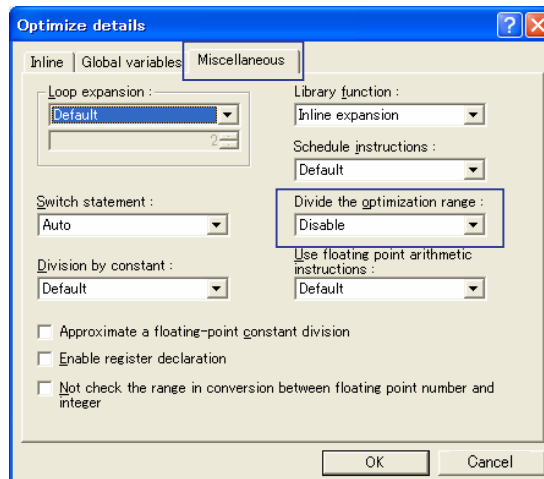 Optimize details
Inline
Global variables
Miscellaneous
Loop expansion :
Default
2
Library function :
Inline expansion
Schedule instructions :
Default
Switch statement :
Auto
Divide the optimization range :
Disable
Division by constant :
Default
Use floating point arithmetic
instructions :
Default
Approximate a floating-point constant division
Enable register declaration
Not check the range in conversion between floating point number and
integer
OK
Cancel